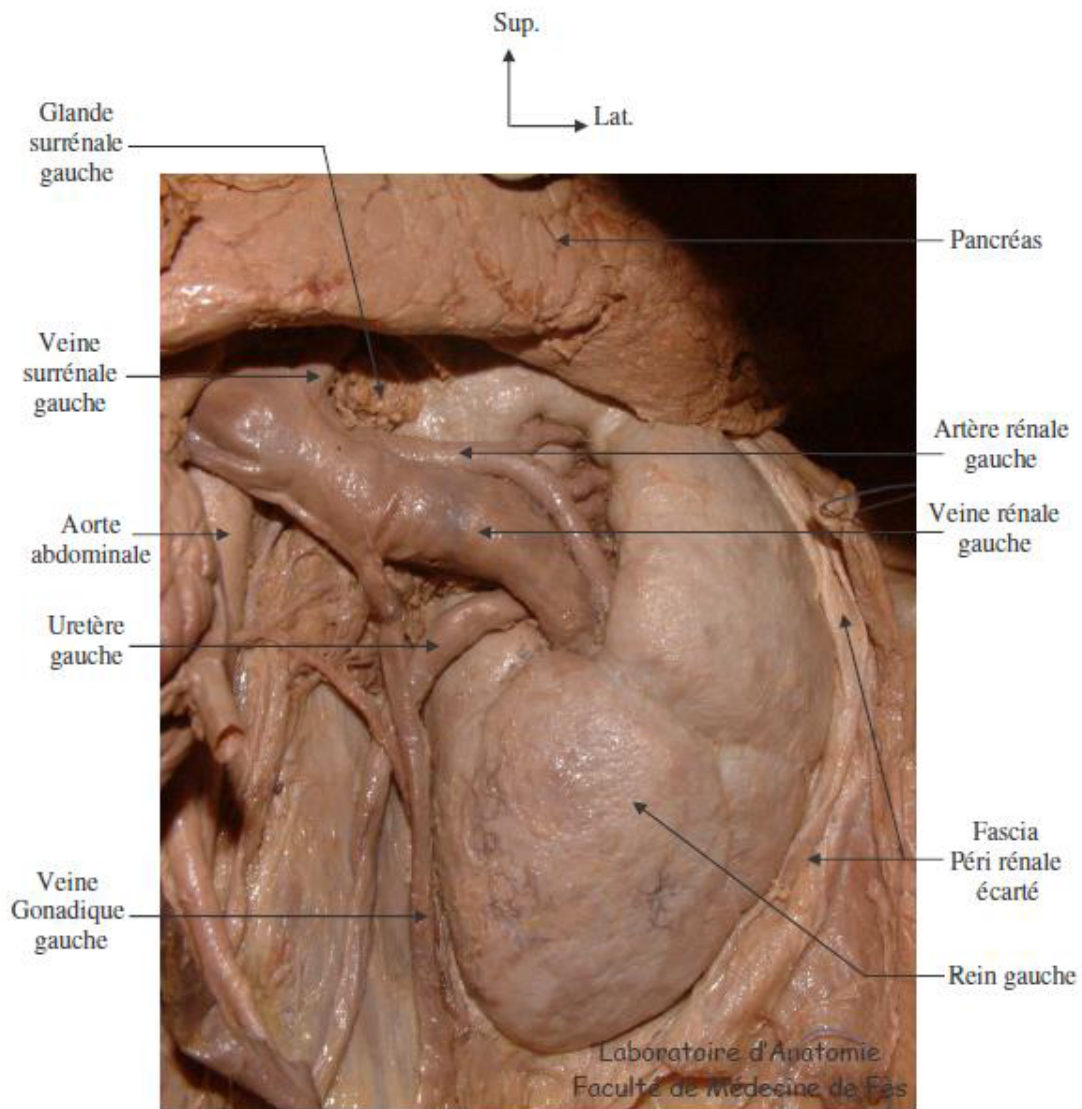 Sup.
Lat.
Glande
surrénale
gauche
Pancréas
Veine
surrénale
gauche
Artère rénale
gauche
Veine rénale
gauche
Aorte
abdominale
Uretère
gauche
Fascia
Péri rénale
écarté
Veine
Gonadique
gauche
Rein gauche
Laboratoire d'Anatomie
Faculté de Médecine de Fès